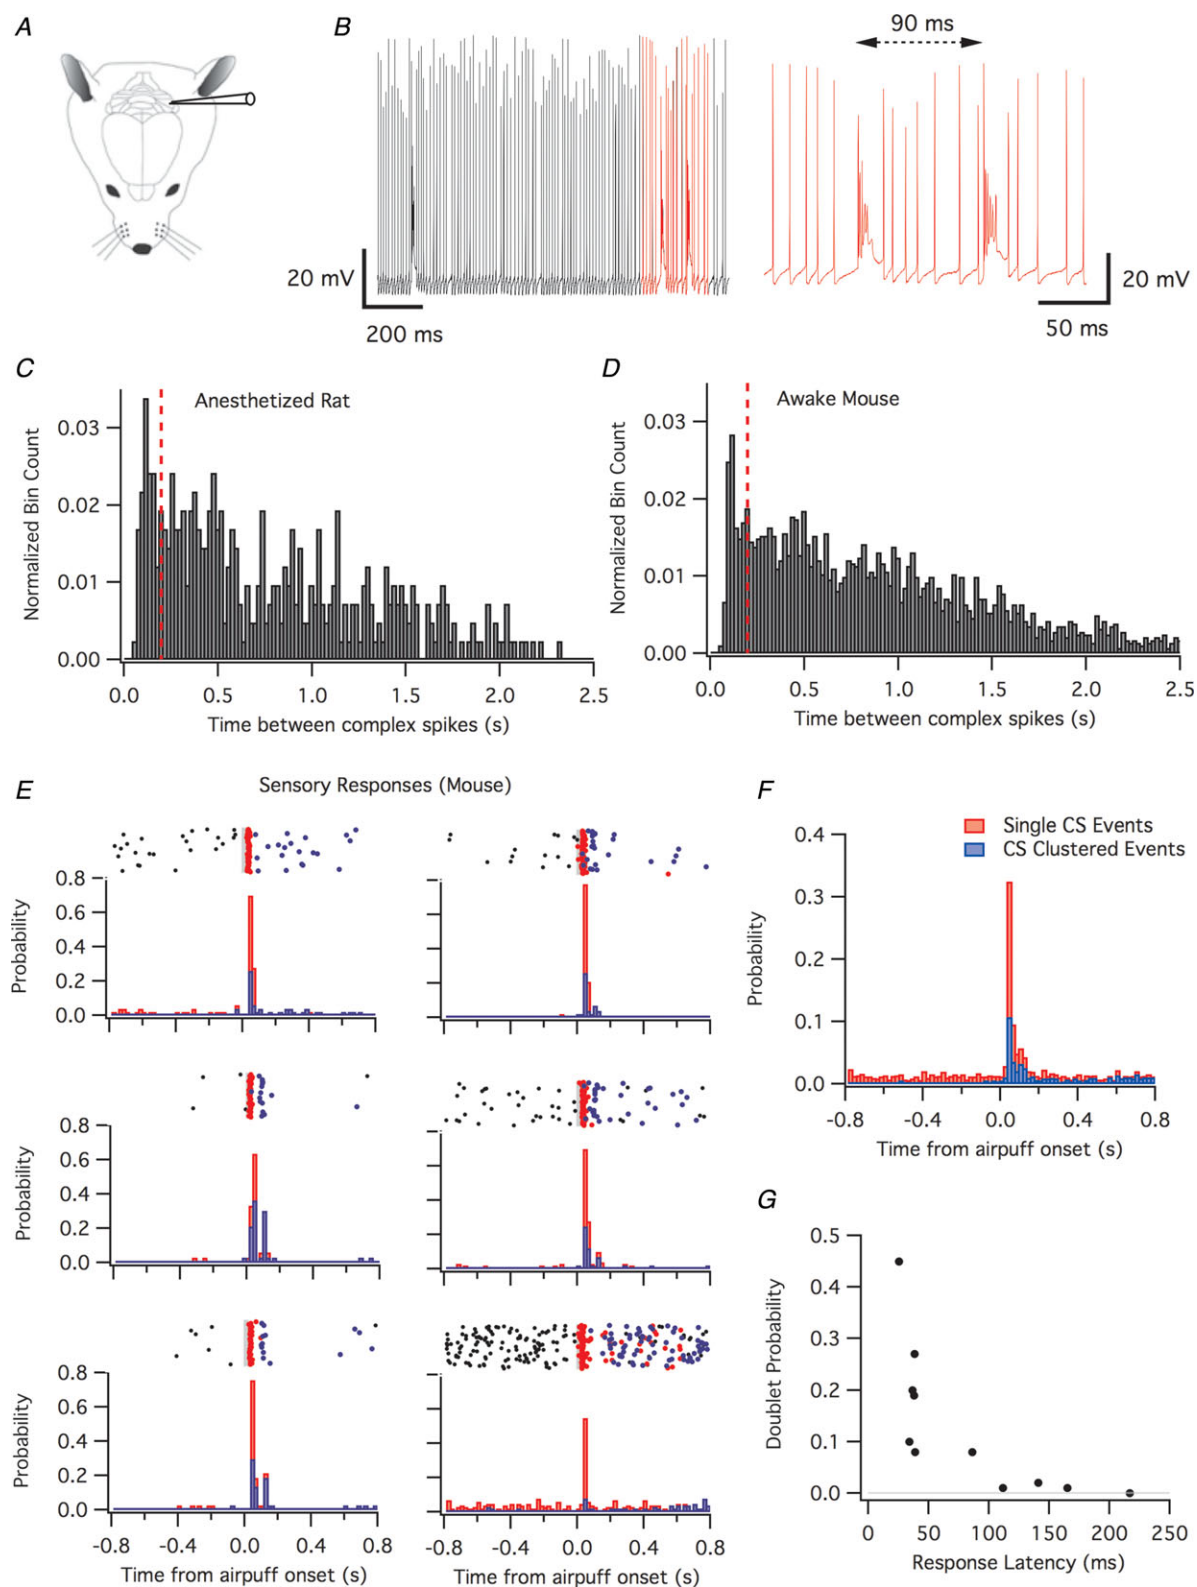 A
B
90 ms
20 mV
200 ms
20 mV
50 ms
C
Anesthetized Rat
Normalized Bin Count
0.03
0.02
0.01
0.00
0.0 0.5 1.0 1.5 2.0 2.5
Time between complex spikes (s)
D
Awake Mouse
Normalized Bin Count
0.03
0.02
0.01
0.00
0.0 0.5 1.0 1.5 2.0 2.5
Time between complex spikes (s)
E
Sensory Responses (Mouse)
Probability
0.8
0.6
0.4
0.2
0.0
Probability
0.8
0.6
0.4
0.2
0.0
Probability
0.8
0.6
0.4
0.2
0.0
-0.8 -0.4 0.0 0.4 0.8
Time from airpuff onset (s)
-0.8 -0.4 0.0 0.4 0.8
Time from airpuff onset (s)
F
Single CS Events
CS Clustered Events
Probability
0.4
0.3
0.2
0.1
0.0
-0.8 -0.4 0.0 0.4 0.8
Time from airpuff onset (s)
G
Doublet Probability
0.5
0.4
0.3
0.2
0.1
0.0
0 50 100 150 200 250
Response Latency (ms)